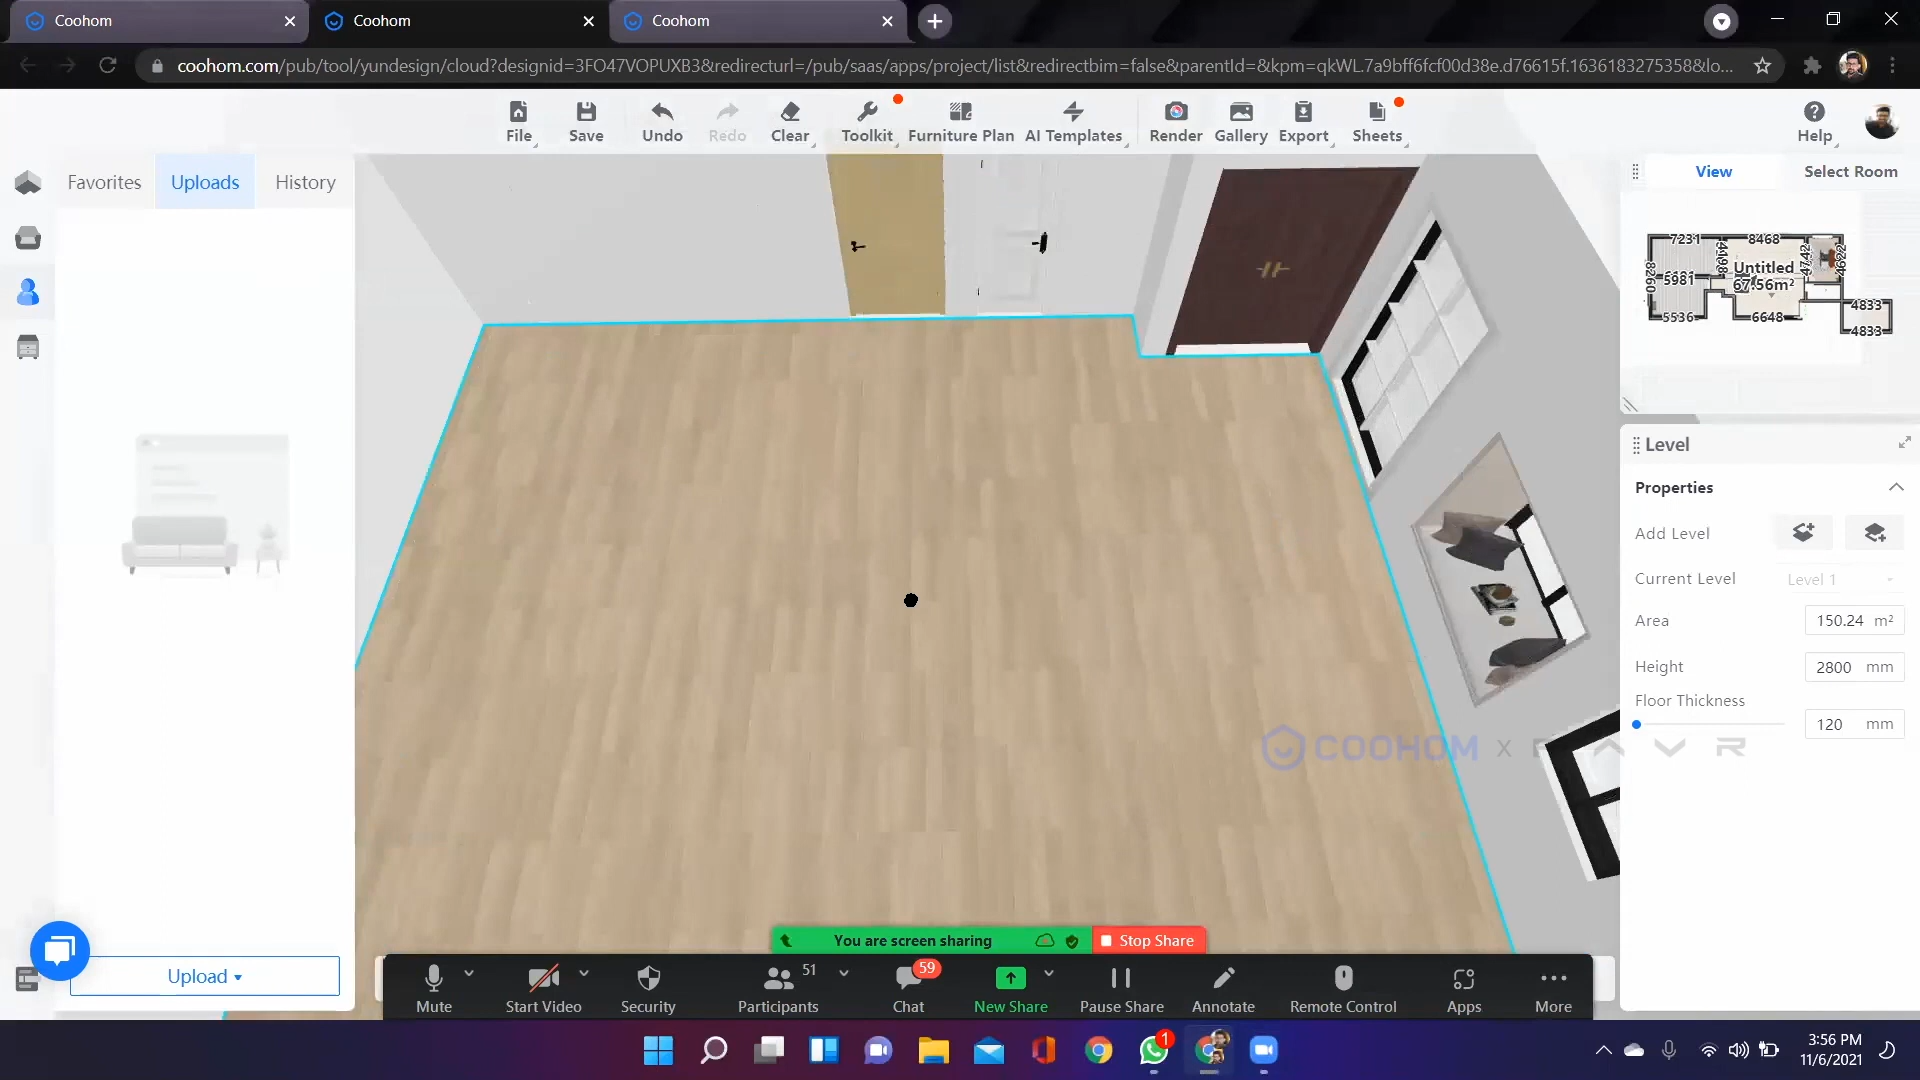 Coohom
Coohom
Coohom
coohom.com/pub/tool/yundesign/cloud?designid=3FO47VOPUXB3&redirecturl=/pub/saas/apps/project/list&redirectbim=false&parentId=&kpm=qkWL.7a9bff6fcf00d38e.d76615f.1636183275358&lo...
File
Save
Undo
Redo
Clear
Toolkit
Furniture Plan
AI Templates
Render
Gallery
Export
Sheets
Help
Favorites
Uploads
History
View
Select Room
7231
8468
8260
5981
4742
4622
Untitled
67.56m²
5536
6648
4833
4833
Level
Properties
Add Level
Current Level
Level 1
Area
150.24 m²
Height
2800 mm
Floor Thickness
120 mm
COOHOM X
Upload
You are screen sharing
Stop Share
Mute
Start Video
Security
Participants
51
Chat
59
New Share
Pause Share
Annotate
Remote Control
Apps
More
1
3:56 PM
11/6/2021